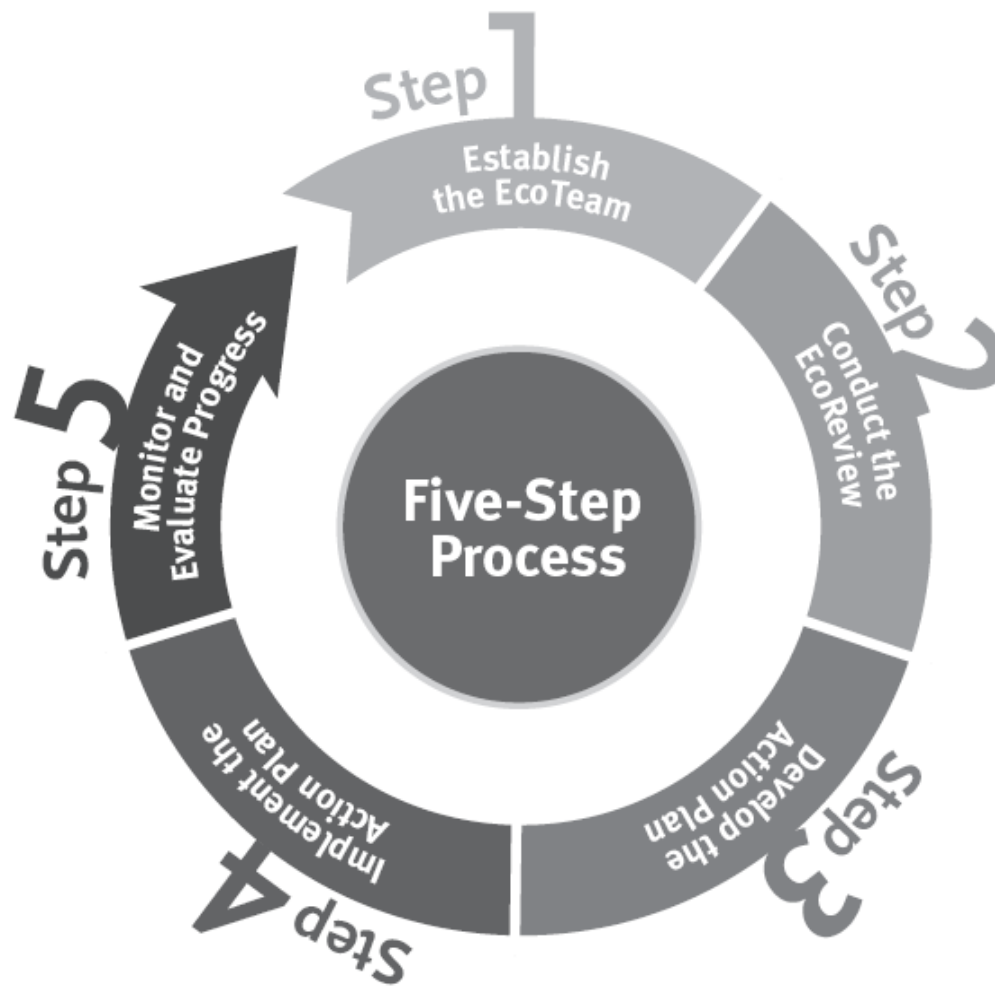 Step 1
Establish
the EcoTeam
Step 2
Conduct the
EcoReview
Step 3
Develop the
Action Plan
Step 4
Implement the
Action Plan
Step 5
Monitor and
Evaluate Progress
Five-Step
Process